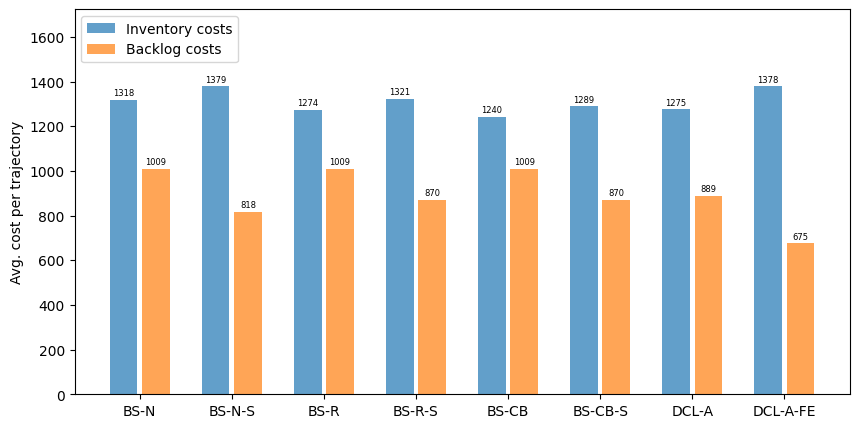 Inventory costs
Backlog costs
Avg. cost per trajectory
1600
1400
1200
1000
800
600
400
200
0
1318
1009
1379
818
1274
1009
1321
870
1240
1009
1289
870
1275
889
1378
675
BS-N
BS-N-S
BS-R
BS-R-S
BS-CB
BS-CB-S
DCL-A
DCL-A-FE